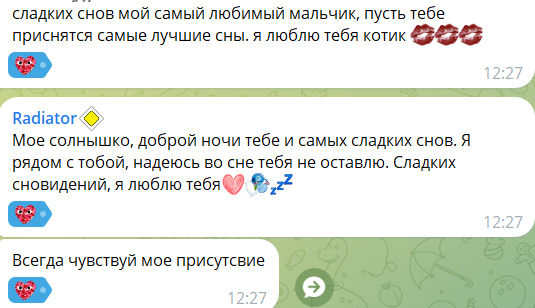 сладких снов мой самый любимый мальчик, пусть тебе
приснятся самые лучшие сны. я люблю тебя котик 💋💋💋
12:27
Radiator
Мое солнышко, доброй ночи тебе и самых сладких снов. Я
рядом с тобой, надеюсь во сне тебя не оставлю. Сладких
сновидений, я люблю тебя
12:27
Всегда чувствуй мое присутсвие
12:27